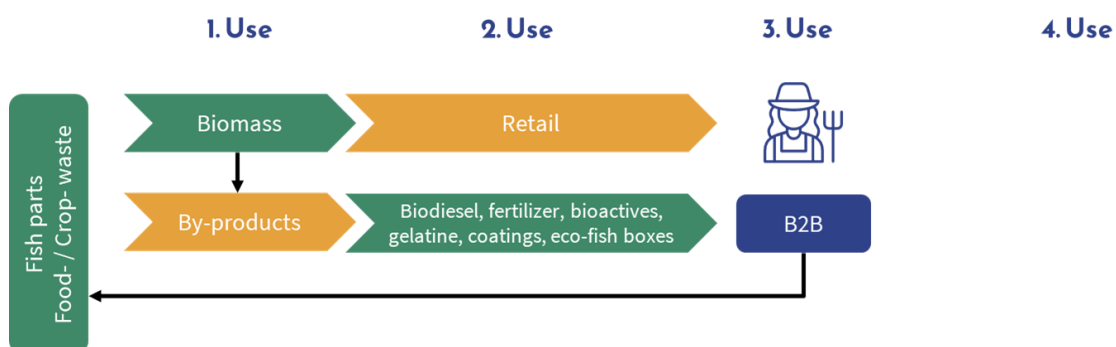 1. Use
2. Use
3. Use
4. Use
Fish parts
Food- / Crop- waste
Biomass
Retail
By-products
Biodiesel, fertilizer, bioactives,
gelatine, coatings, eco-fish boxes
B2B